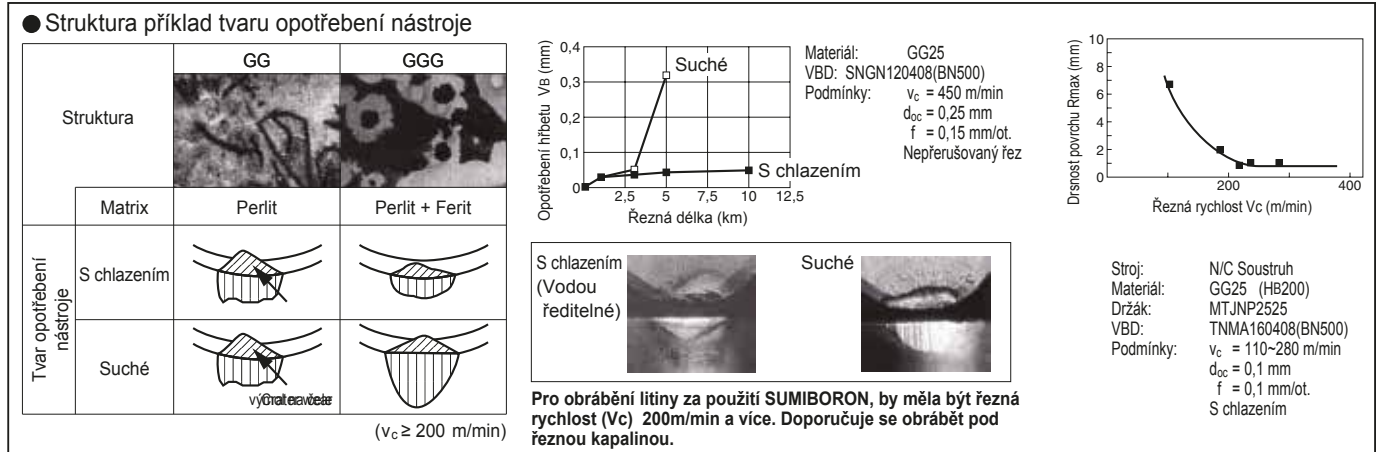 ● Struktura příklad tvaru opotřebení nástroje
GG
GGG
Struktura
Matrix
Perlit
Perlit + Ferit
Tvar opotřebení
nástroje
S chlazením
Suché
(vc ≥ 200 m/min)
Opotřebení hřbetu VB (mm)
0,4
0,3
0,2
0,1
0
2,5
5
7,5
10
12,5
Řezná délka (km)
Suché
S chlazením
Materiál: GG25
VBD: SNGN120408(BN500)
Podmínky: vc = 450 m/min
doc = 0,25 mm
f = 0,15 mm/ot.
Nepřerušovaný řez
S chlazením
(Vodou
ředitelné)
Suché
Pro obrábění litiny za použití SUMIBORON, by měla být řezná
rychlost (Vc) 200m/min a více. Doporučuje se obrábět pod
řeznou kapalinou.
Drsnost povrchu Rmax (mm)
10
8
6
4
2
0
200
400
Řezná rychlost Vc (m/min)
Stroj: N/C Soustruh
Materiál: GG25 (HB200)
Držák: MTJNP2525
VBD: TNMA160408(BN500)
Podmínky: vc = 110~280 m/min
doc = 0,1 mm
f = 0,1 mm/ot.
S chlazením